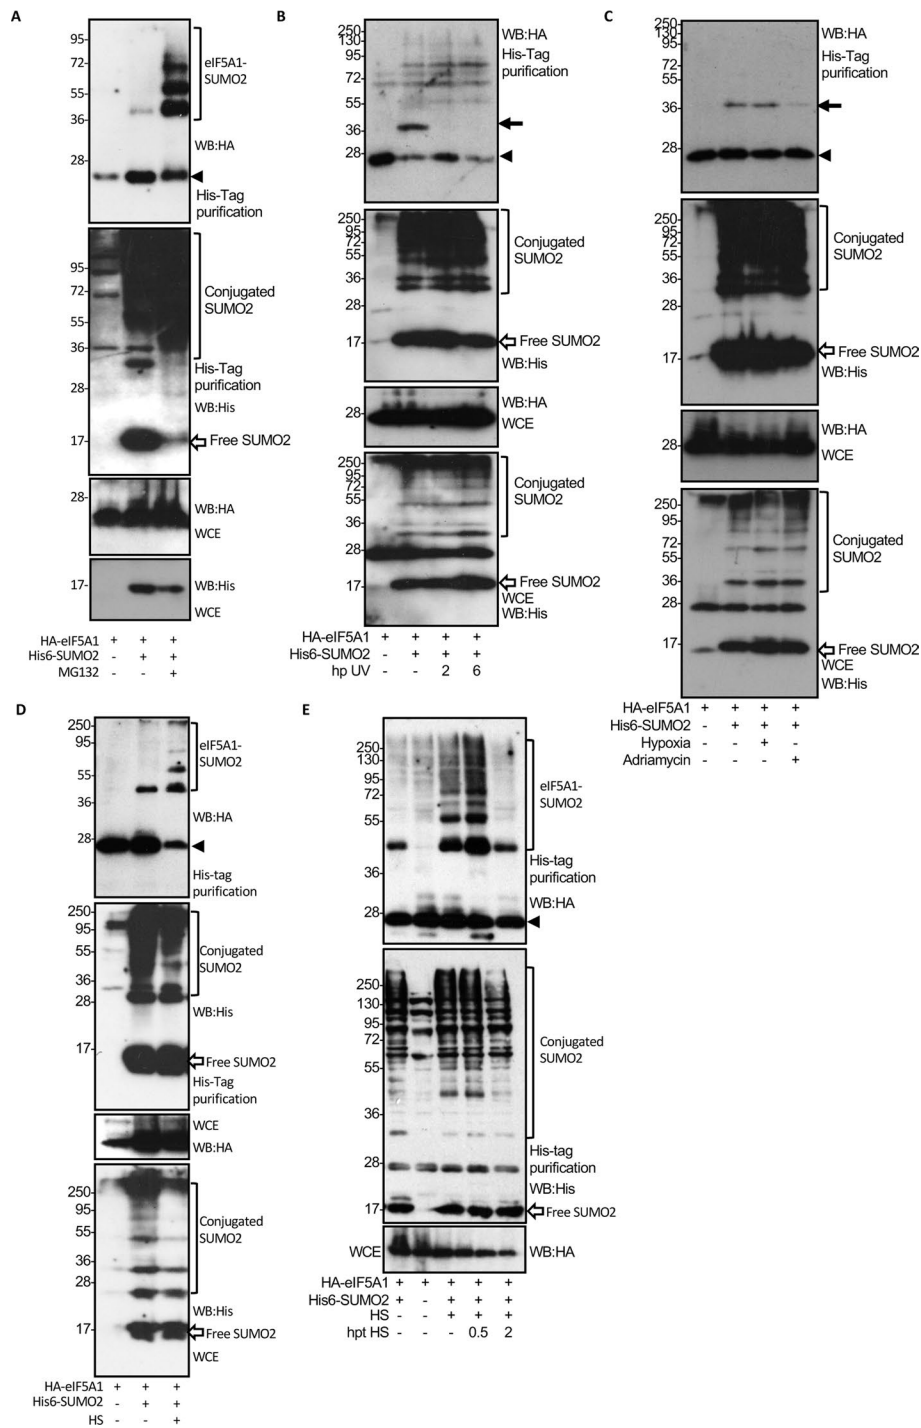 A
95-
72-
55-
36-
28-
eIF5A1-
SUMO2
WB:HA
His-Tag
purification
95-
72-
55-
36-
28-
17-
Conjugated
SUMO2
His-Tag
purification
WB:His
Free SUMO2
28-
WB:HA
WCE
17-
WB:His
WCE
HA-eIF5A1 + + +
His6-SUMO2 - + +
MG132 - - +
B
250-
130-
95-
72-
55-
36-
28-
WB:HA
His-Tag
purification
250-
95-
72-
55-
36-
28-
17-
Conjugated
SUMO2
Free SUMO2
WB:His
28-
WB:HA
WCE
250-
95-
72-
55-
36-
28-
17-
Conjugated
SUMO2
Free SUMO2
WCE
WB:His
HA-eIF5A1 + + + +
His6-SUMO2 - + + +
hp UV - - 2 6
C
250-
130-
95-
72-
55-
36-
28-
WB:HA
His-Tag
purification
250-
95-
72-
55-
36-
28-
17-
Conjugated
SUMO2
Free SUMO2
WB:His
28-
WB:HA
WCE
250-
95-
72-
55-
36-
28-
17-
Conjugated
SUMO2
Free SUMO2
WCE
WB:His
HA-eIF5A1 + + + +
His6-SUMO2 - + + +
Hypoxia - - + -
Adriamycin - - - +
D
250-
95-
55-
36-
28-
eIF5A1-
SUMO2
WB:HA
His-tag
purification
250-
95-
55-
36-
28-
17-
Conjugated
SUMO2
WB:His
Free SUMO2
His-Tag
purification
WCE
WB:HA
250-
95-
55-
36-
28-
17-
Conjugated
SUMO2
WB:His
Free SUMO2
WCE
HA-eIF5A1 + + +
His6-SUMO2 - + +
HS - - +
E
250-
130-
95-
72-
55-
36-
28-
eIF5A1-
SUMO2
His-tag
purification
WB:HA
250-
130-
95-
72-
55-
36-
28-
17-
Conjugated
SUMO2
His-tag
purification
WB:His
Free SUMO2
WCE
WB:HA
HA-eIF5A1 + + + + +
His6-SUMO2 + - + + +
HS - - + + +
hpt HS - - - 0.5 2